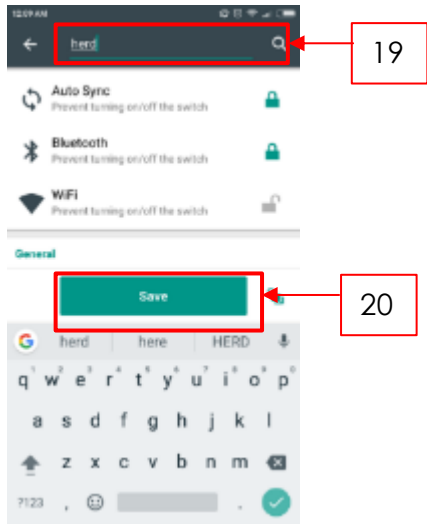 12:09 AM
herd
19
Auto Sync
Prevent turning on/off the switch
Bluetooth
Prevent turning on/off the switch
WiFi
Prevent turning on/off the switch
General
Save
20
G herd here HERD
q w e r t y u i o p
a s d f g h j k l
z x c v b n m
?123 , .